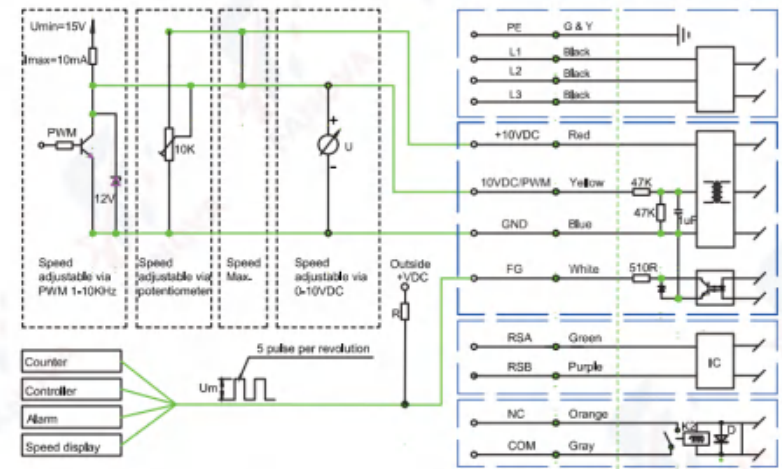 Umin=15V
Imax=10mA
PWM
12V
10K
+
U
-
Speed
adjustable via
PWM 1-10KHz
Speed
adjustable via
potentiometer
Speed
Max.
Speed
adjustable via
0-10VDC
Outside
+VDC
R
Counter
Controller
Alarm
Speed display
Um
5 pulse per revolution
PE G & Y
L1 Black
L2 Black
L3 Black
+10VDC Red
10VDC/PWM Yellow 47K
47K
1uF
GND Blue
FG White 510R
RSA Green
RSB Purple
IC
NC Orange
COM Gray
D